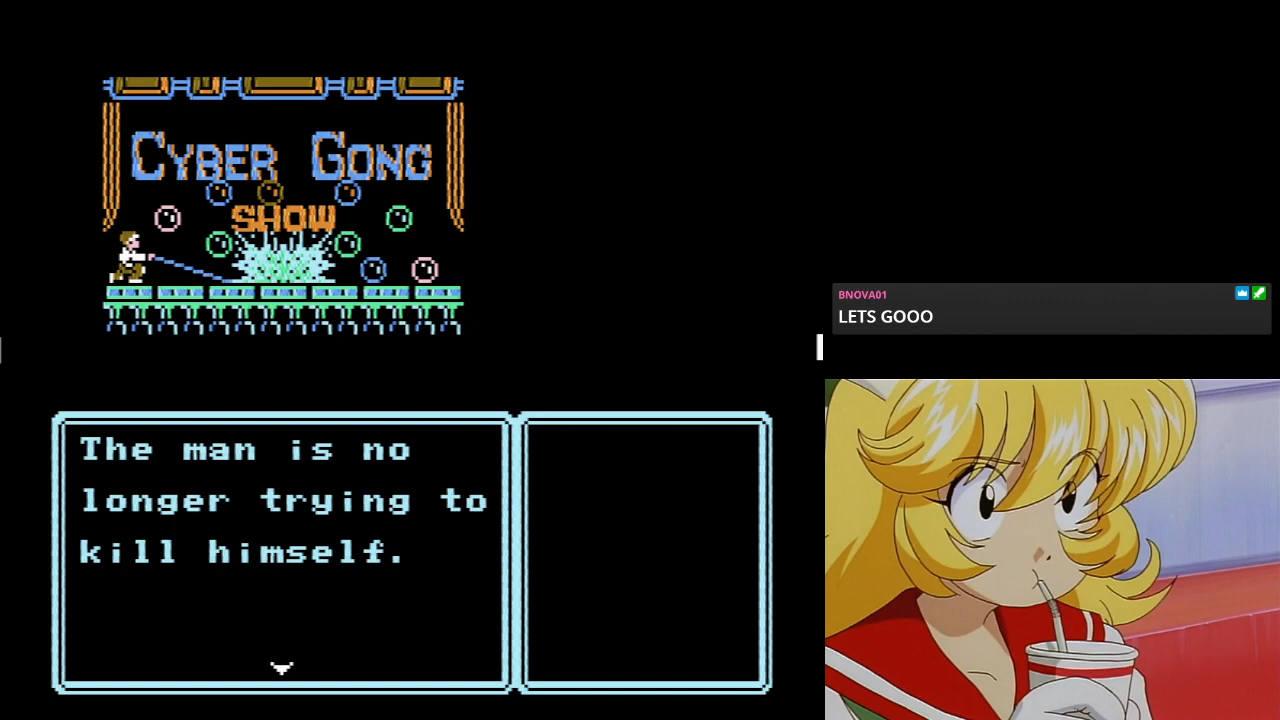 CYBER GONG
SHOW
BNOVA01
LETS GOOO
The man is no
longer trying to
kill himself.